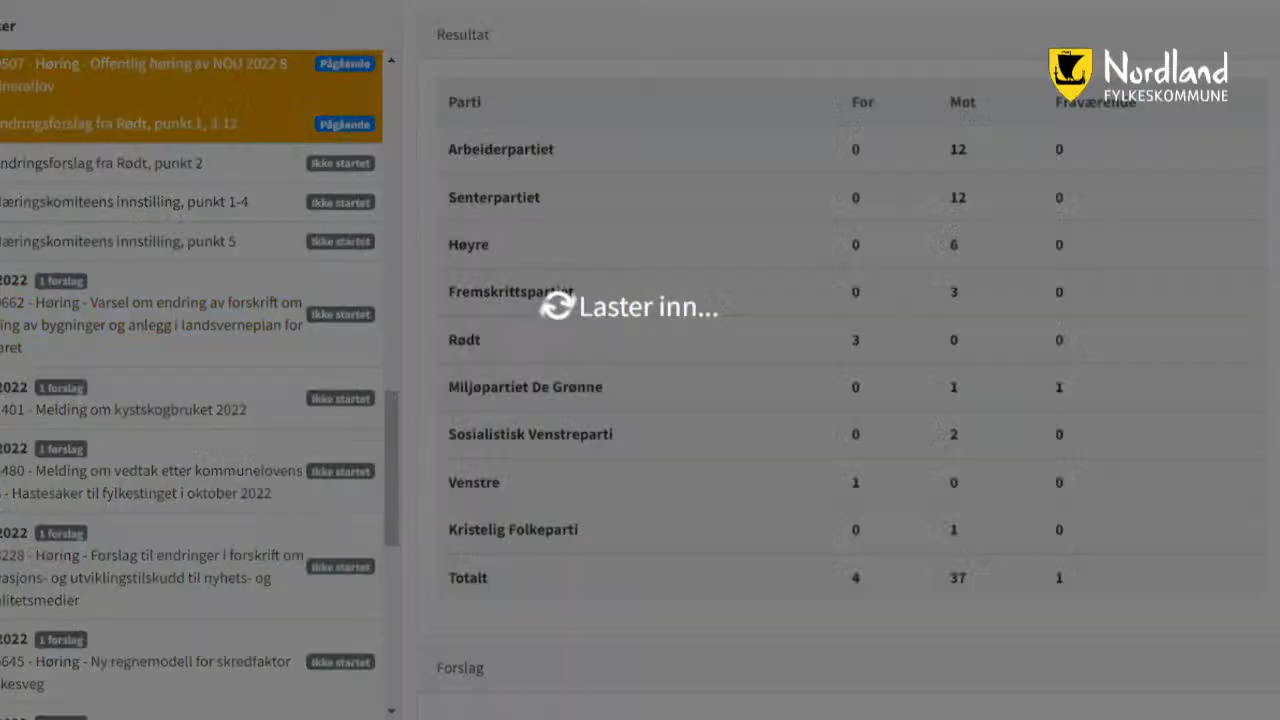 ker
507 - Høring - Offentlig høring av NOU 2022 8
inerallov
Pågående
ndringsforslag fra Rødt, punkt 1, 3-12
Pågående
ndringsforslag fra Rødt, punkt 2
Ikke startet
æringskomiteens innstilling, punkt 1-4
Ikke startet
æringskomiteens innstilling, punkt 5
Ikke startet
2022 1 forslag
662 - Høring - Varsel om endring av forskrift om
ing av bygninger og anlegg i landsverneplan for
aret
Ikke startet
2022 1 forslag
401 - Melding om kystskogbruket 2022
Ikke startet
2022 1 forslag
480 - Melding om vedtak etter kommunelovens
- Hastesaker til fylkestinget i oktober 2022
Ikke startet
2022 1 forslag
228 - Høring - Forslag til endringer i forskrift om
asjons- og utviklingstilskudd til nyhets- og
litetsmedier
Ikke startet
2022 1 forslag
645 - Høring - Ny regnemodell for skredfaktor
kesveg
Ikke startet
Resultat
Nordland
FYLKESKOMMUNE
Parti For Mot Fraværende
Arbeiderpartiet 0 12 0
Senterpartiet 0 12 0
Høyre 0 6 0
Fremskrittspartiet 0 3 0
Laster inn...
Rødt 3 0 0
Miljøpartiet De Grønne 0 1 1
Sosialistisk Venstreparti 0 2 0
Venstre 1 0 0
Kristelig Folkeparti 0 1 0
Totalt 4 37 1
Forslag